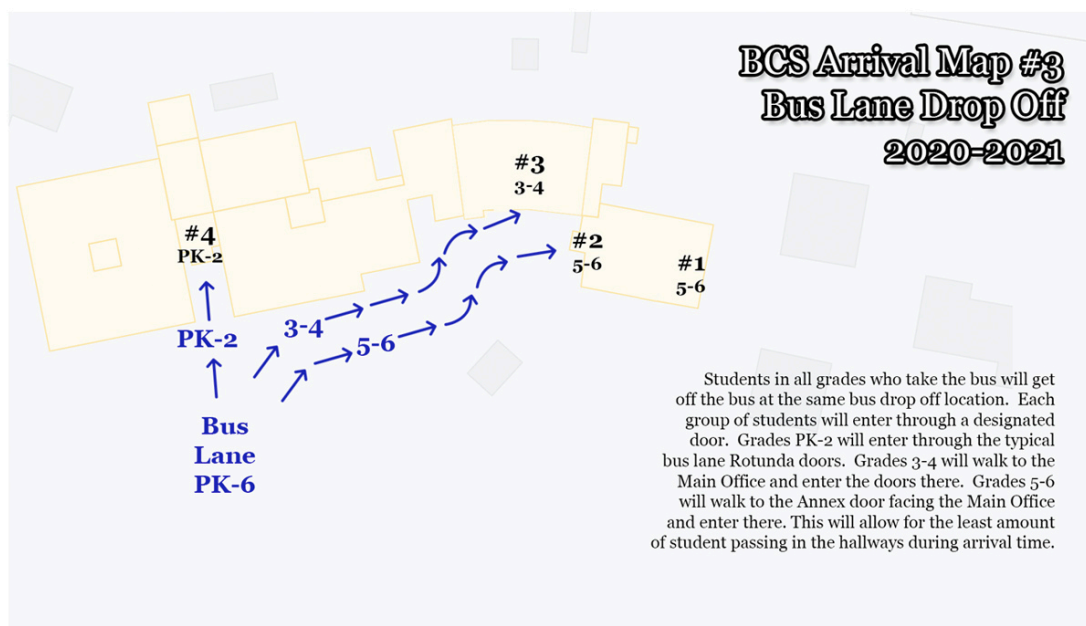 BCS Arrival Map #3
Bus Lane Drop Off
2020-2021
#3
3-4
#4
PK-2
#2
5-6
#1
5-6
3-4
PK-2
5-6
Bus
Lane
PK-6
Students in all grades who take the bus will get
off the bus at the same bus drop off location. Each
group of students will enter through a designated
door. Grades PK-2 will enter through the typical
bus lane Rotunda doors. Grades 3-4 will walk to the
Main Office and enter the doors there. Grades 5-6
will walk to the Annex door facing the Main Office
and enter there. This will allow for the least amount
of student passing in the hallways during arrival time.